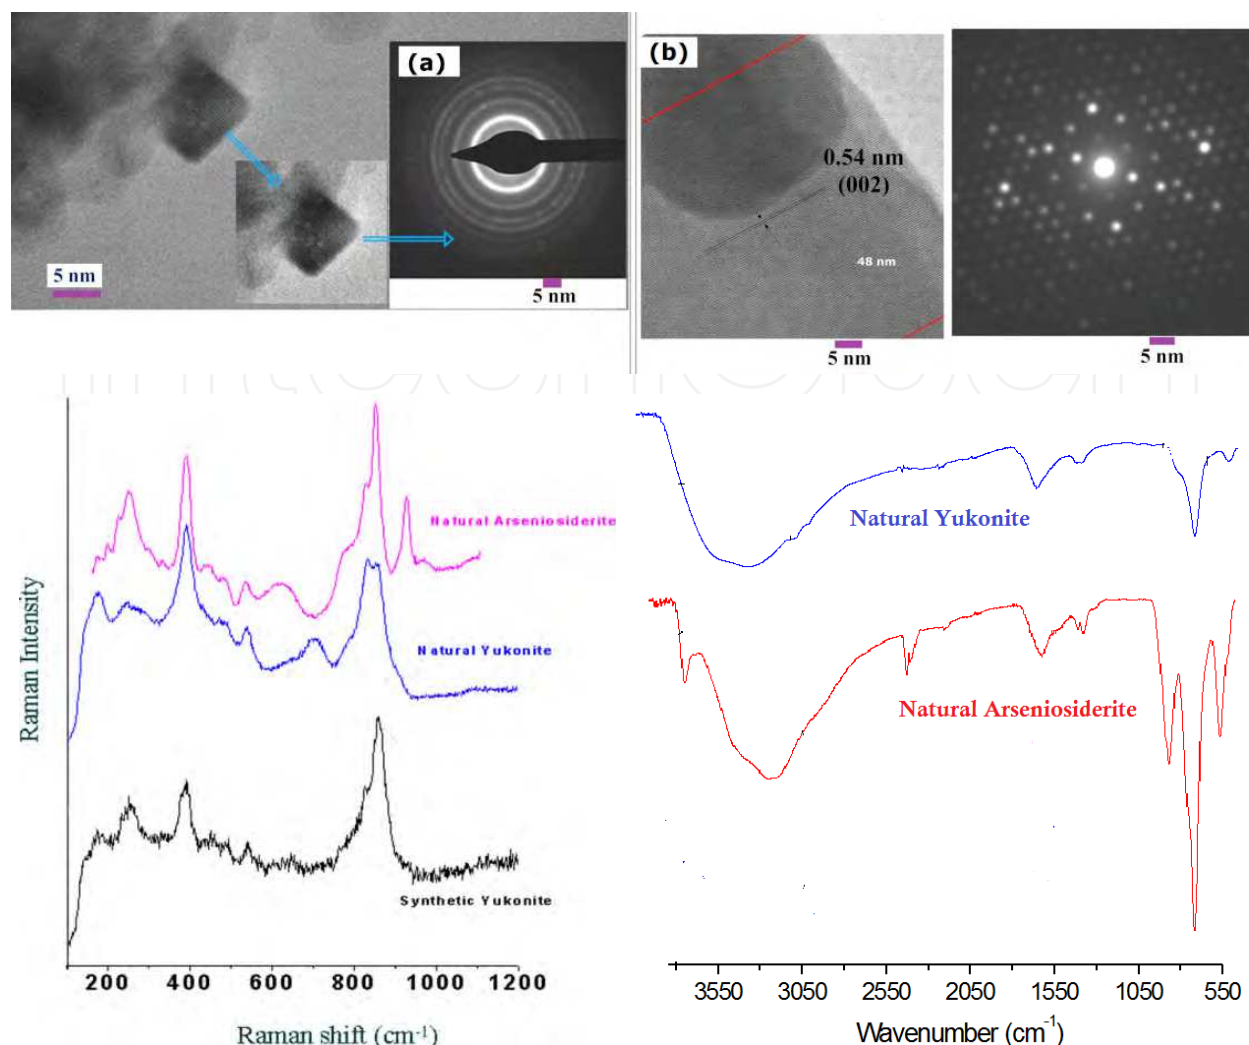 (a)
5 nm
5 nm
(b)
0.54 nm
(002)
48 nm
5 nm
5 nm
Natural Arseniosiderite
Natural Yukonite
Synthetic Yukonite
Raman Intensity
200 400 600 800 1000 1200
Raman shift (cm-1)
Natural Yukonite
Natural Arseniosiderite
3550 3050 2550 2050 1550 1050 550
Wavenumber (cm-1)